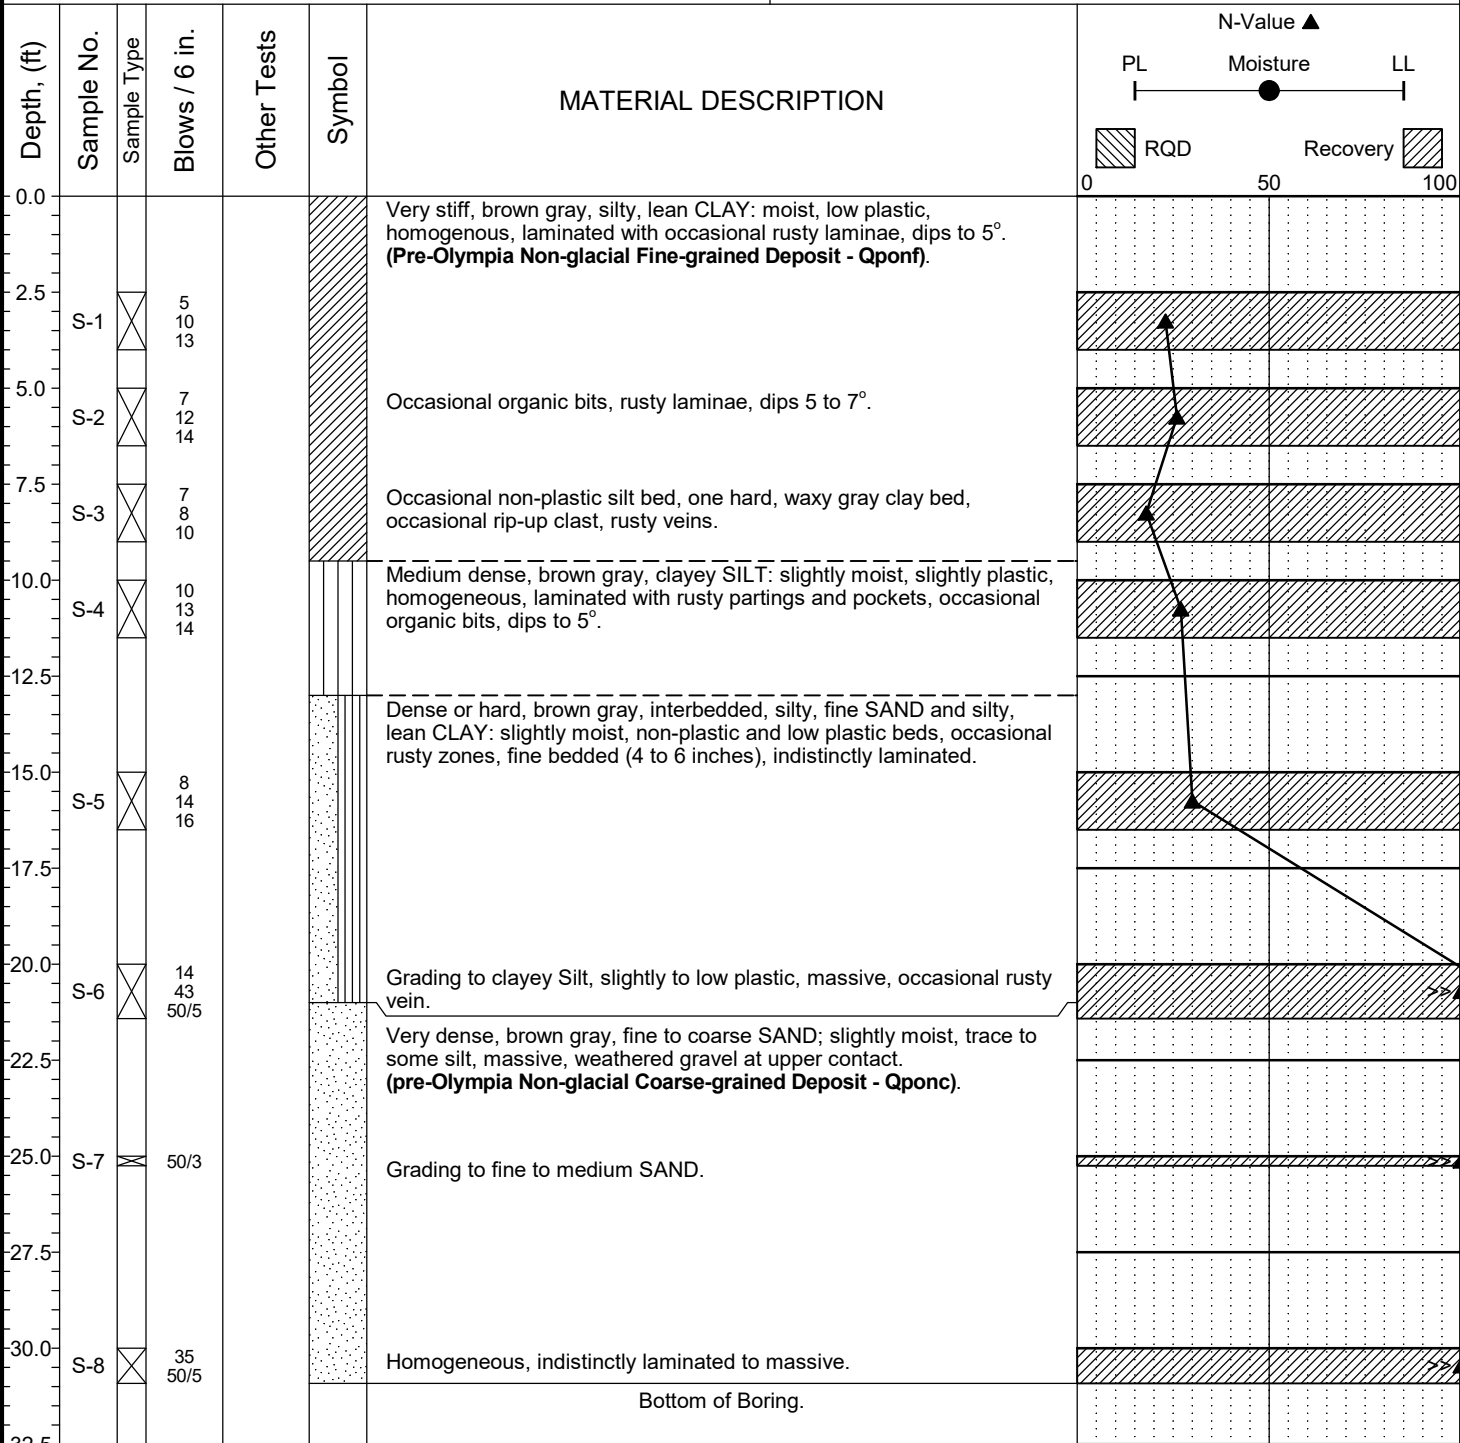 Depth, (ft)
Sample No.
Sample Type
Blows / 6 in.
Other Tests
Symbol
MATERIAL DESCRIPTION
N-Value
PL Moisture LL
RQD Recovery
0 50 100
0.0
Very stiff, brown gray, silty, lean CLAY: moist, low plastic,
homogenous, laminated with occasional rusty laminae, dips to 5°.
(Pre-Olympia Non-glacial Fine-grained Deposit - Qponf).
2.5
S-1
5
10
13
5.0
S-2
7
12
14
Occasional organic bits, rusty laminae, dips 5 to 7°.
7.5
S-3
7
8
10
Occasional non-plastic silt bed, one hard, waxy gray clay bed,
occasional rip-up clast, rusty veins.
10.0
S-4
10
13
14
Medium dense, brown gray, clayey SILT: slightly moist, slightly plastic,
homogeneous, laminated with rusty partings and pockets, occasional
organic bits, dips to 5°.
12.5
Dense or hard, brown gray, interbedded, silty, fine SAND and silty,
lean CLAY: slightly moist, non-plastic and low plastic beds, occasional
rusty zones, fine bedded (4 to 6 inches), indistinctly laminated.
15.0
S-5
8
14
16
17.5
20.0
S-6
14
43
50/5
Grading to clayey Silt, slightly to low plastic, massive, occasional rusty
vein.
>>
Very dense, brown gray, fine to coarse SAND; slightly moist, trace to
some silt, massive, weathered gravel at upper contact.
(pre-Olympia Non-glacial Coarse-grained Deposit - Qponc).
22.5
25.0
S-7
50/3
Grading to fine to medium SAND.
>>
27.5
30.0
S-8
35
50/5
Homogeneous, indistinctly laminated to massive.
>>
Bottom of Boring.
32.5